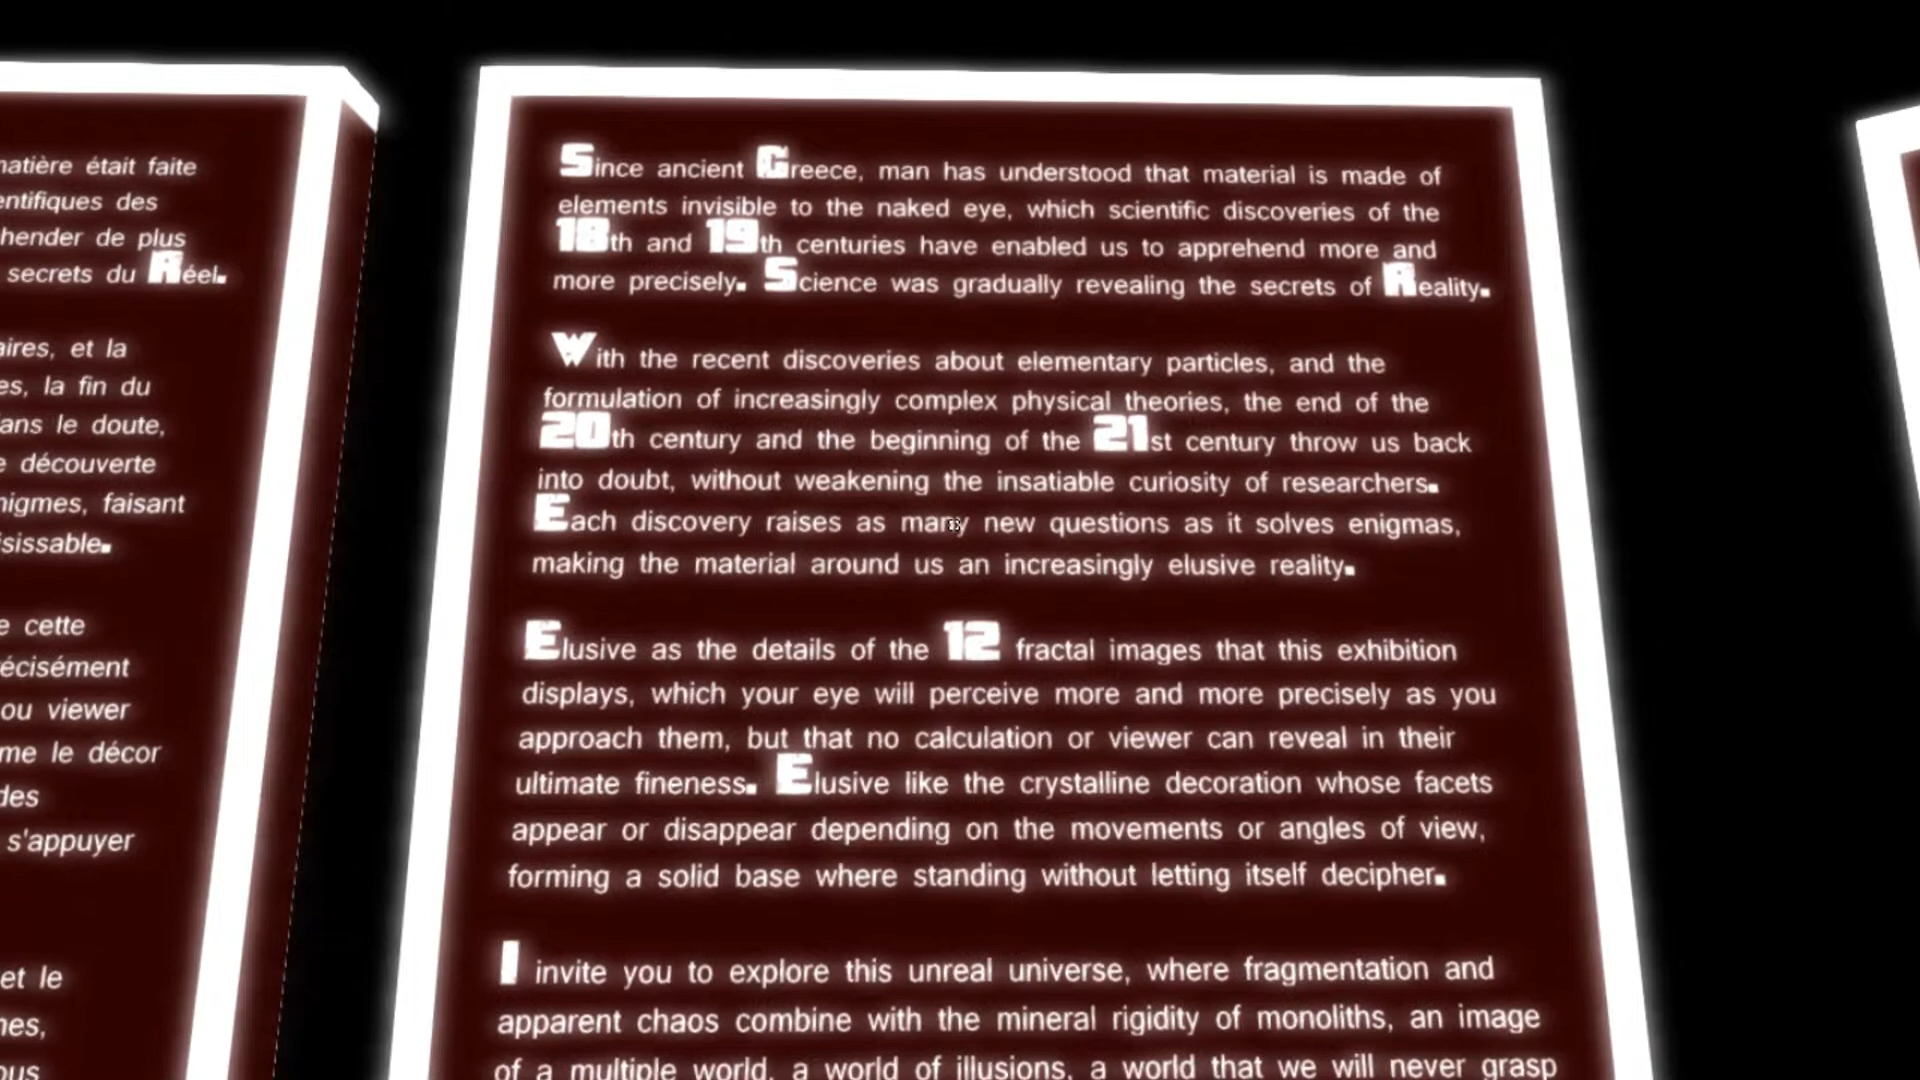 matière était faite
entifiques des
hender de plus
secrets du Réel.
aires, et la
es, la fin du
ans le doute,
e découverte
nigmes, faisant
isissable.
e cette
récisément
ou viewer
me le décor
des
s'appuyer
et le
nes,
ous
Since ancient Greece, man has understood that material is made of
elements invisible to the naked eye, which scientific discoveries of the
18th and 19th centuries have enabled us to apprehend more and
more precisely. Science was gradually revealing the secrets of Reality.
With the recent discoveries about elementary particles, and the
formulation of increasingly complex physical theories, the end of the
20th century and the beginning of the 21st century throw us back
into doubt, without weakening the insatiable curiosity of researchers.
Each discovery raises as many new questions as it solves enigmas,
making the material around us an increasingly elusive reality.
Elusive as the details of the 12 fractal images that this exhibition
displays, which your eye will perceive more and more precisely as you
approach them, but that no calculation or viewer can reveal in their
ultimate fineness. Elusive like the crystalline decoration whose facets
appear or disappear depending on the movements or angles of view,
forming a solid base where standing without letting itself decipher.
I invite you to explore this unreal universe, where fragmentation and
apparent chaos combine with the mineral rigidity of monoliths, an image
of a multiple world, a world of illusions, a world that we will never grasp